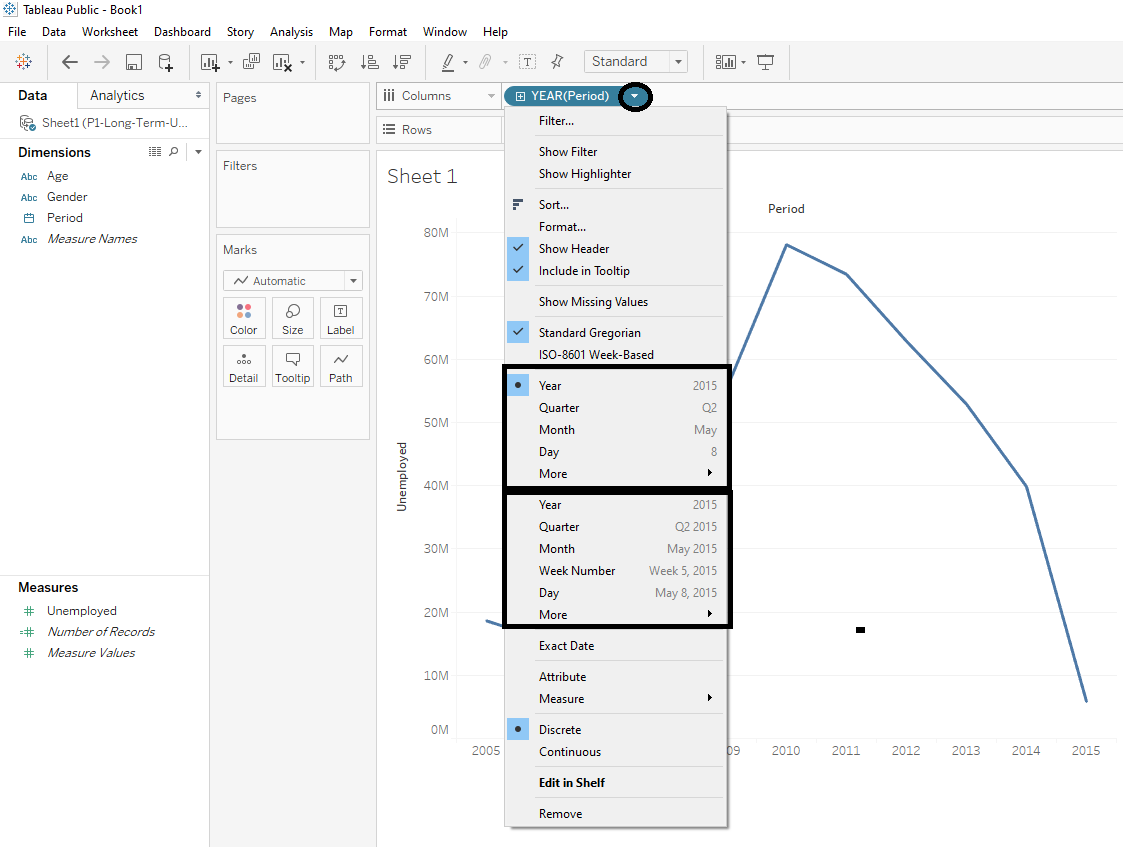 Tableau Public - Book1
File Data Worksheet Dashboard Story Analysis Map Format Window Help
Standard
Data Analytics
Sheet1 (P1-Long-Term-U...
Dimensions
Abc Age
Abc Gender
Period
Abc Measure Names
Measures
Unemployed
Number of Records
Measure Values
Pages
Filters
Marks
Automatic
Color Size Label
Detail Tooltip Path
Columns YEAR(Period)
Rows
Sheet 1
Filter...
Show Filter
Show Highlighter
Sort...
Format...
Show Header
Include in Tooltip
Show Missing Values
Standard Gregorian
ISO-8601 Week-Based
Year 2015
Quarter Q2
Month May
Day 8
More
Year 2015
Quarter Q2 2015
Month May 2015
Week Number Week 5, 2015
Day May 8, 2015
More
Exact Date
Attribute
Measure
Discrete
Continuous
Edit in Shelf
Remove
Period
Unemployed
80M
70M
60M
50M
40M
30M
20M
10M
0M
2005 09 2010 2011 2012 2013 2014 2015